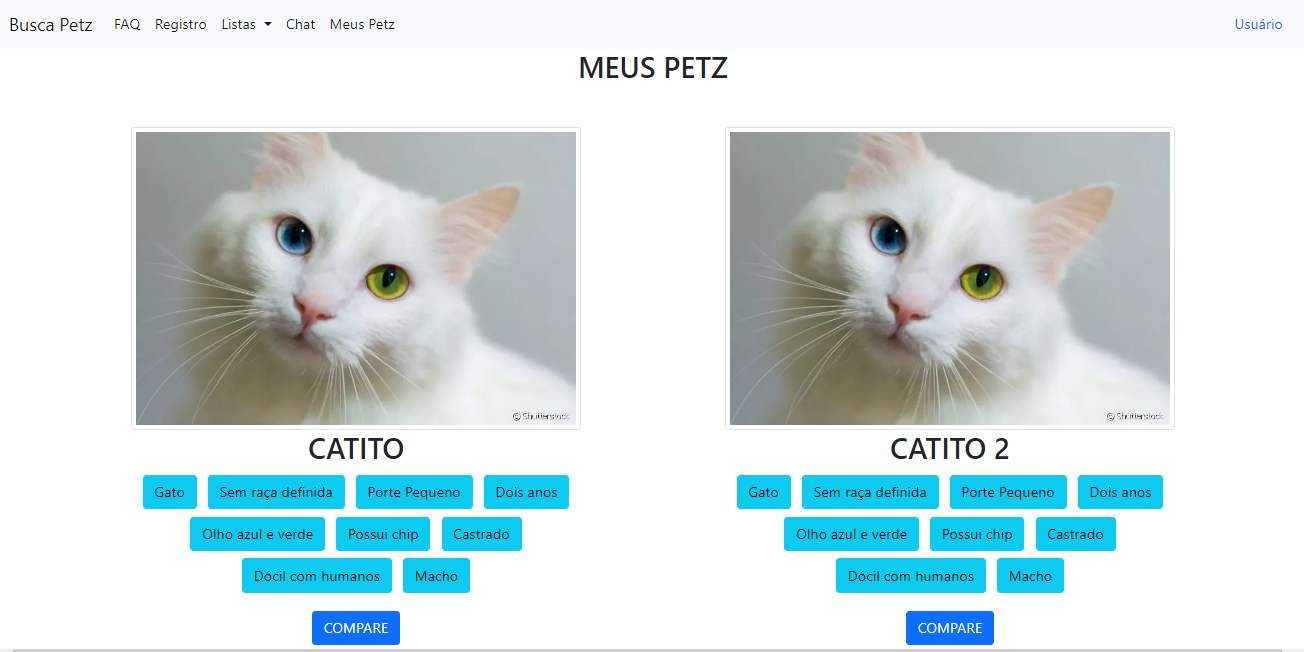 Busca Petz FAQ Registro Listas Chat Meus Petz Usuário
MEUS PETZ
© Shutterstock
CATITO
Gato Sem raça definida Porte Pequeno Dois anos
Olho azul e verde Possui chip Castrado
Dócil com humanos Macho
COMPARE
© Shutterstock
CATITO 2
Gato Sem raça definida Porte Pequeno Dois anos
Olho azul e verde Possui chip Castrado
Dócil com humanos Macho
COMPARE